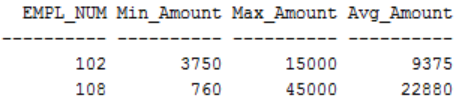 EMPL_NUM Min_Amount Max_Amount Avg_Amount
---------- ---------- ---------- ----------
102 3750 15000 9375
108 760 45000 22880